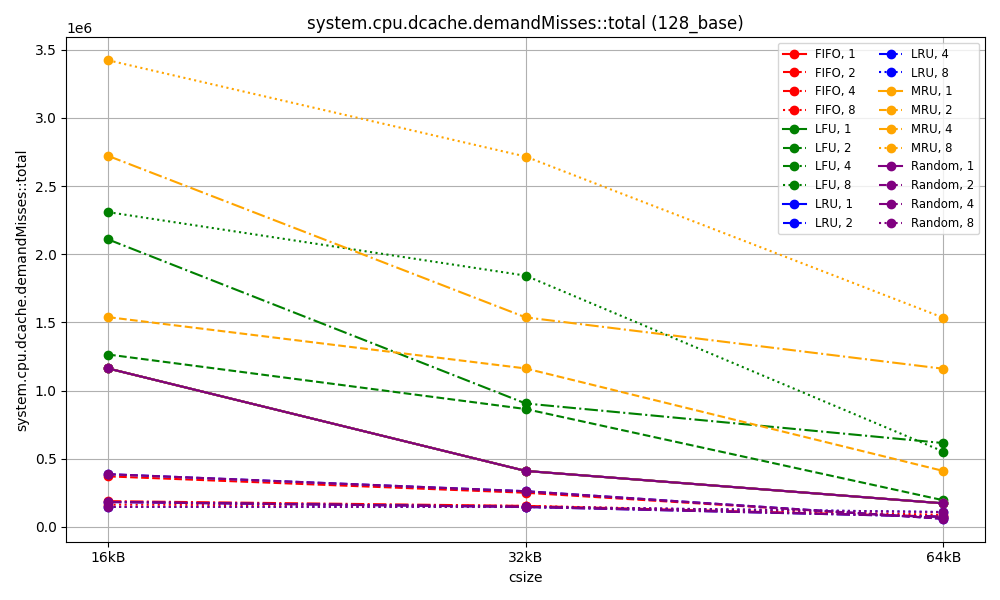 system.cpu.dcache.demandMisses::total (128_base)
1e6
3.5
3.0
2.5
2.0
1.5
1.0
0.5
0.0
system.cpu.dcache.demandMisses::total
16kB
32kB
64kB
csize
FIFO, 1
FIFO, 2
FIFO, 4
FIFO, 8
LFU, 1
LFU, 2
LFU, 4
LFU, 8
LRU, 1
LRU, 2
LRU, 4
LRU, 8
MRU, 1
MRU, 2
MRU, 4
MRU, 8
Random, 1
Random, 2
Random, 4
Random, 8